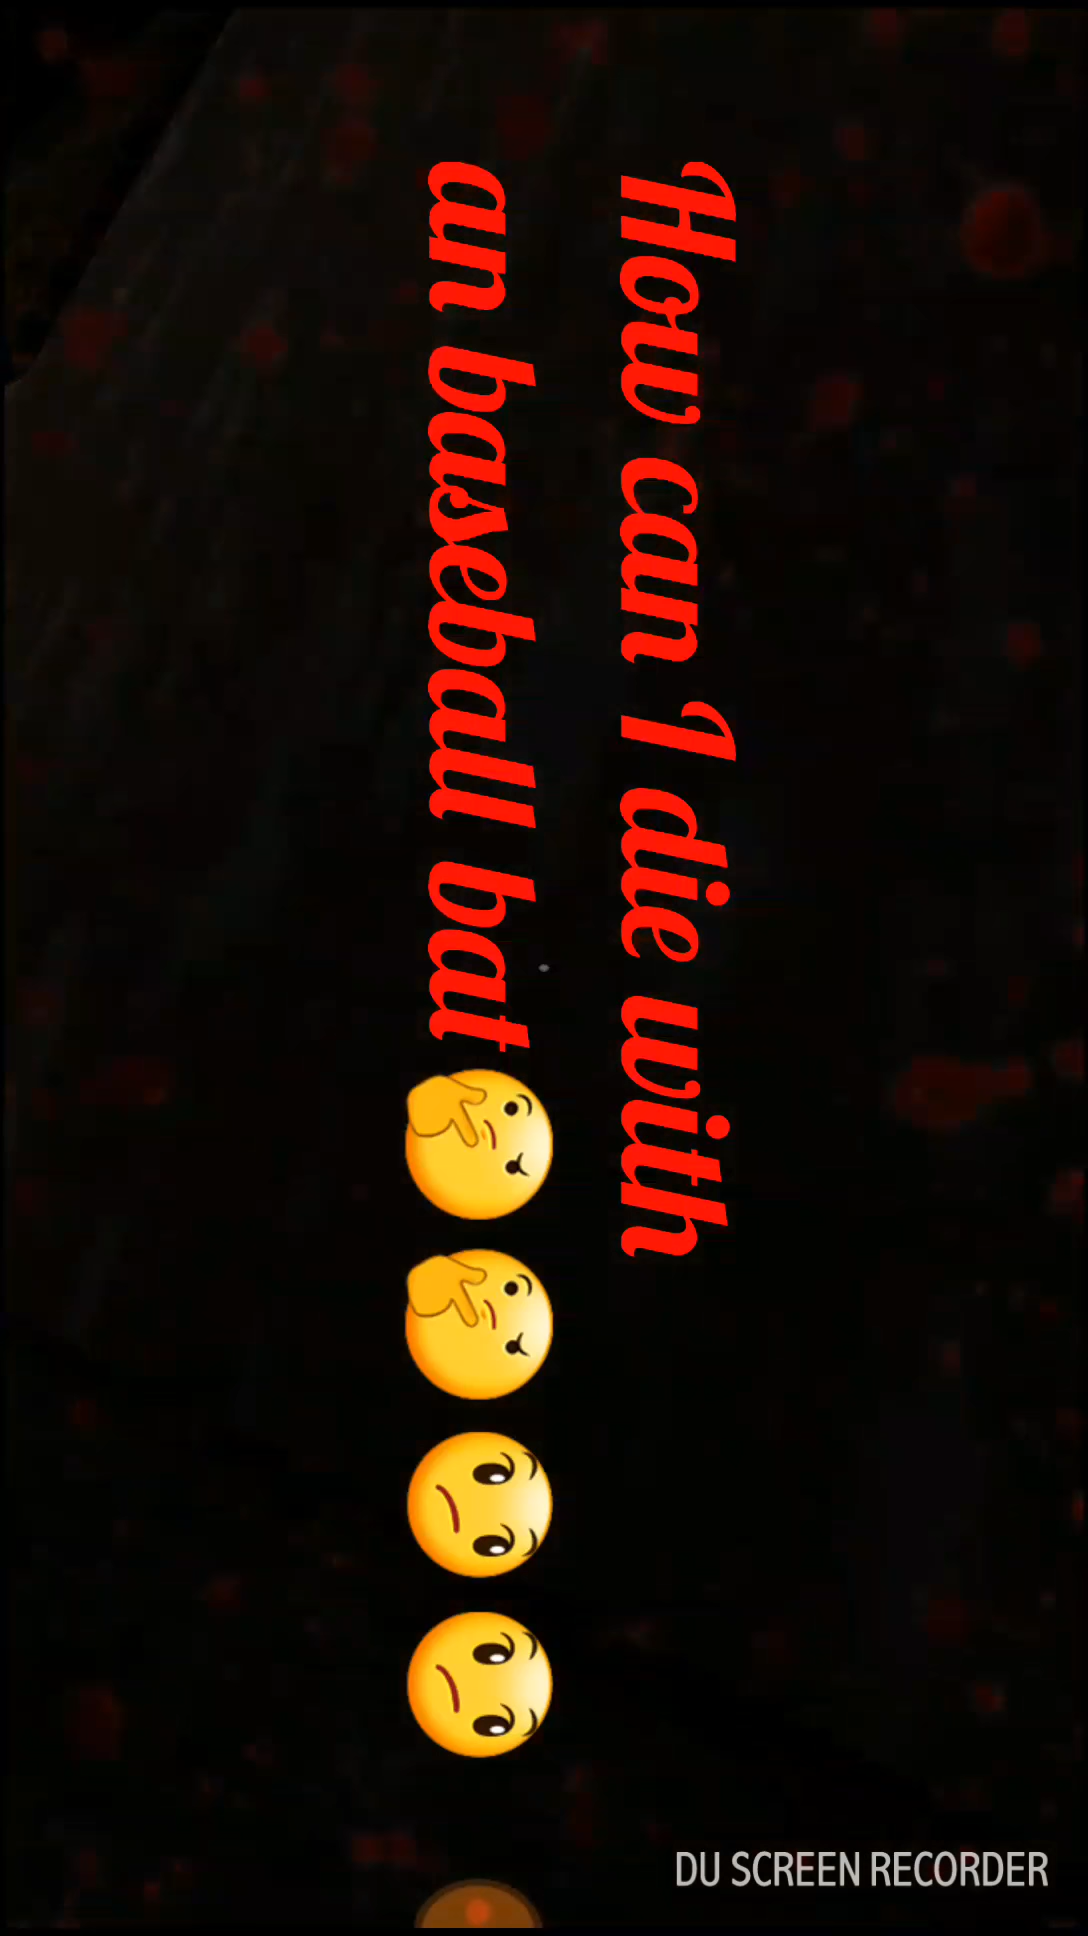 How can I die with
an baseball bat🤔🤔😕😕
DU SCREEN RECORDER